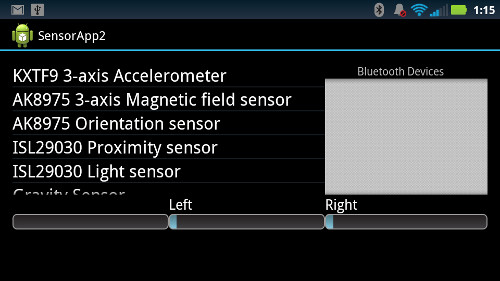 1:15
SensorApp2
KXTF9 3-axis Accelerometer
AK8975 3-axis Magnetic field sensor
AK8975 Orientation sensor
ISL29030 Proximity sensor
ISL29030 Light sensor
Gravity Sensor
Bluetooth Devices
Left
Right